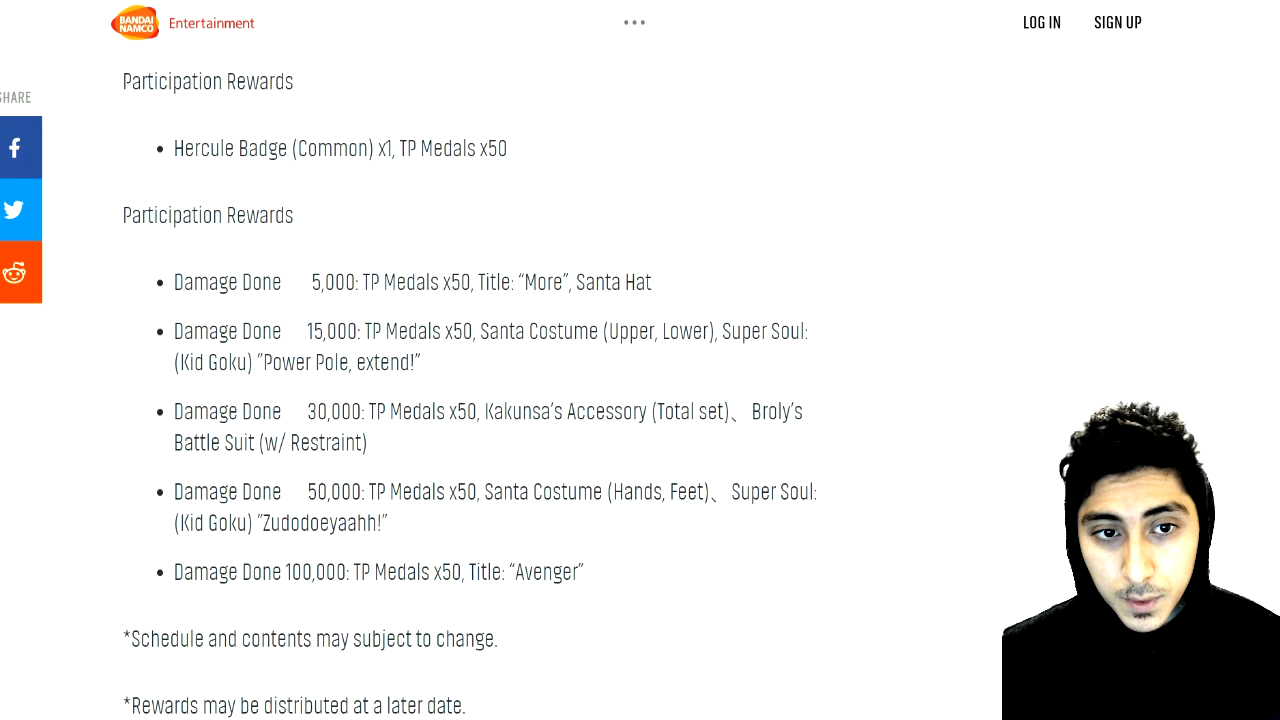 BANDAI
NAMCO
Entertainment
LOG IN
SIGN UP
SHARE
Participation Rewards
• Hercule Badge (Common) x1, TP Medals x50
Participation Rewards
• Damage Done 5,000: TP Medals x50, Title: “More”, Santa Hat
• Damage Done 15,000: TP Medals x50, Santa Costume (Upper, Lower), Super Soul:
(Kid Goku) ”Power Pole, extend!”
• Damage Done 30,000: TP Medals x50, Kakunsa’s Accessory (Total set)、 Broly’s
Battle Suit (w/ Restraint)
• Damage Done 50,000: TP Medals x50, Santa Costume (Hands, Feet)、 Super Soul:
(Kid Goku) ”Zudodoeyaahh!”
• Damage Done 100,000: TP Medals x50, Title: “Avenger”
*Schedule and contents may subject to change.
*Rewards may be distributed at a later date.